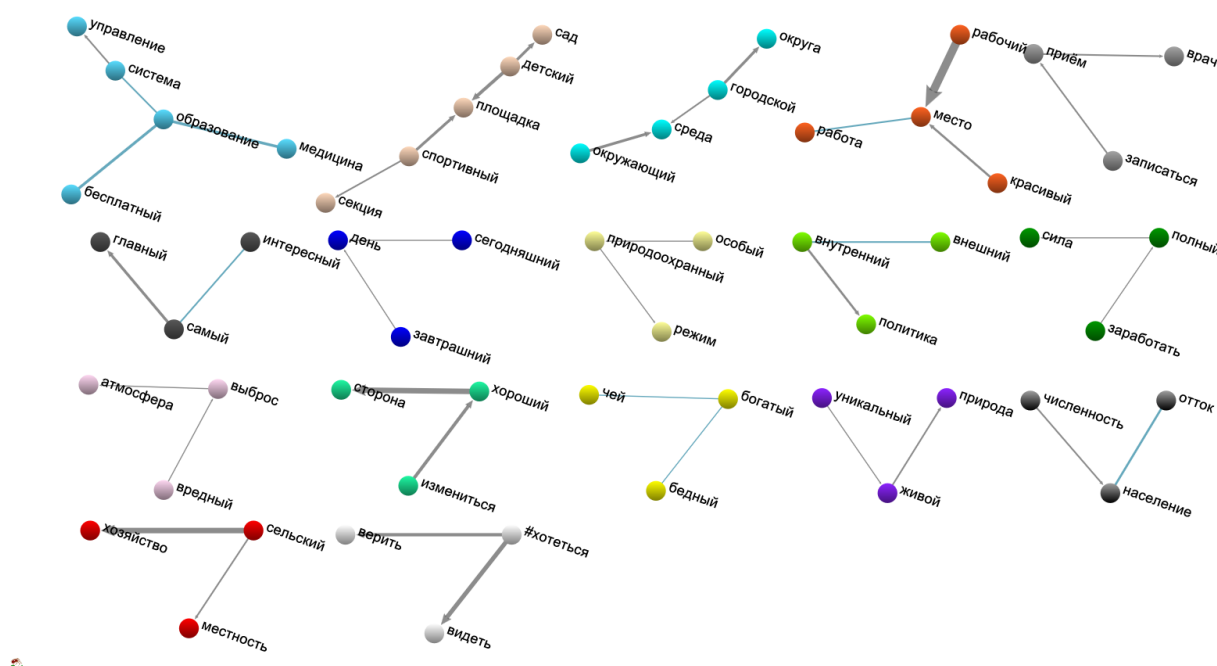 управление
система
образование
медицина
бесплатный
сад
детский
площадка
спортивный
секция
округа
городской
среда
окружающий
рабочий
место
работа
красивый
приём
врач
записаться
главный
интересный
самый
день
сегодняшний
завтрашний
природоохранный
особый
режим
внутренний
внешний
политика
сила
полный
заработать
атмосфера
выброс
вредный
сторона
хороший
измениться
чей
богатый
бедный
уникальный
природа
живой
численность
отток
население
хозяйство
сельский
местность
верить
#хотеться
видеть